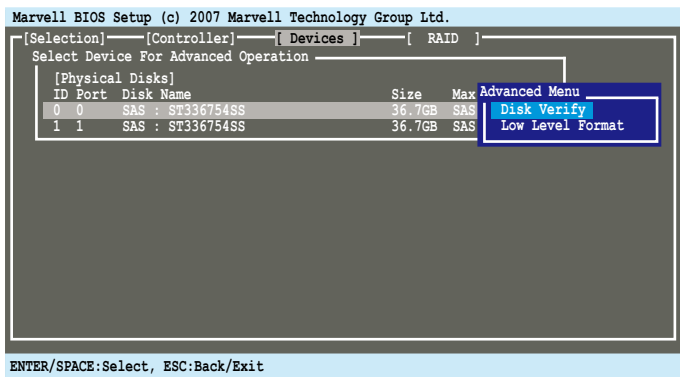 Marvell BIOS Setup (c) 2007 Marvell Technology Group Ltd.
[Selection] [Controller] [ Devices ] [ RAID ]
Select Device For Advanced Operation
[Physical Disks]
ID Port Disk Name Size Max Advanced Menu
0 0 SAS : ST336754SS 36.7GB SAS Disk Verify
1 1 SAS : ST336754SS 36.7GB SAS Low Level Format
ENTER/SPACE:Select, ESC:Back/Exit